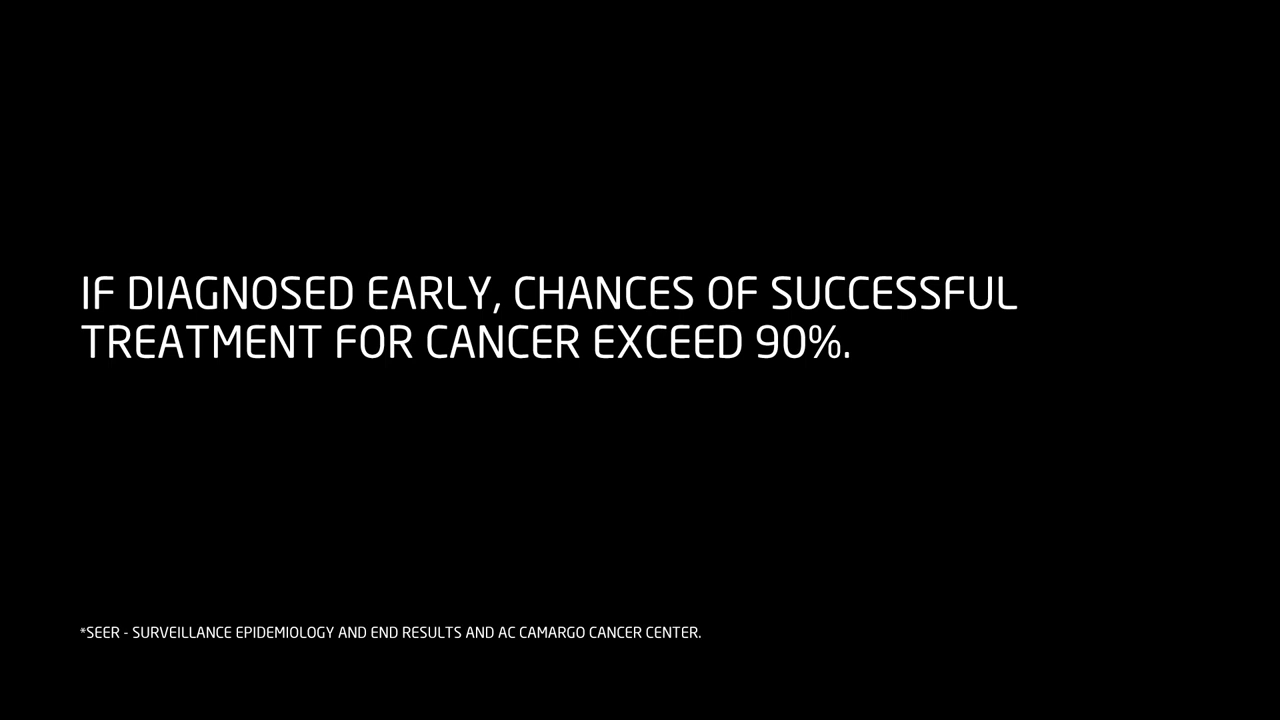 IF DIAGNOSED EARLY, CHANCES OF SUCCESSFUL
TREATMENT FOR CANCER EXCEED 90%.
*SEER - SURVEILLANCE EPIDEMIOLOGY AND END RESULTS AND AC CAMARGO CANCER CENTER.